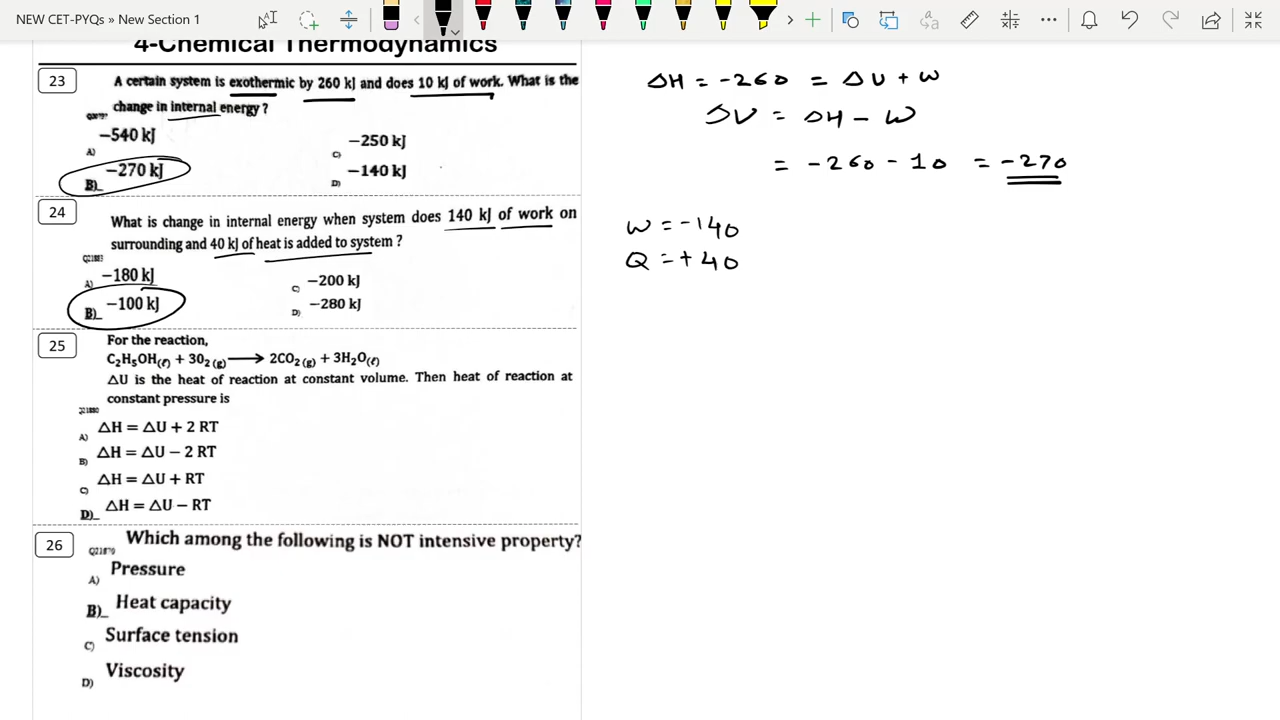 NEW CET-PYQs » New Section 1
4-Chemical Thermodynamics
23
A certain system is exothermic by 260 kJ and does 10 kJ of work. What is the
change in internal energy ?
A) −540 kJ
C) −250 kJ
B) −270 kJ
D) −140 kJ
ΔH = -260 = ΔU + W
ΔU = ΔH - W
= -260 - 10 = -270
24
What is change in internal energy when system does 140 kJ of work on
surrounding and 40 kJ of heat is added to system ?
A) −180 kJ
C) −200 kJ
B) −100 kJ
D) −280 kJ
W = -140
Q = +40
25
For the reaction,
C₂H₅OH(ℓ) + 3O₂ (g) ⟶ 2CO₂ (g) + 3H₂O(ℓ)
ΔU is the heat of reaction at constant volume. Then heat of reaction at
constant pressure is
A) ΔH = ΔU + 2 RT
B) ΔH = ΔU − 2 RT
C) ΔH = ΔU + RT
D) ΔH = ΔU − RT
26
Which among the following is NOT intensive property?
Q21879
A) Pressure
B) Heat capacity
C) Surface tension
D) Viscosity